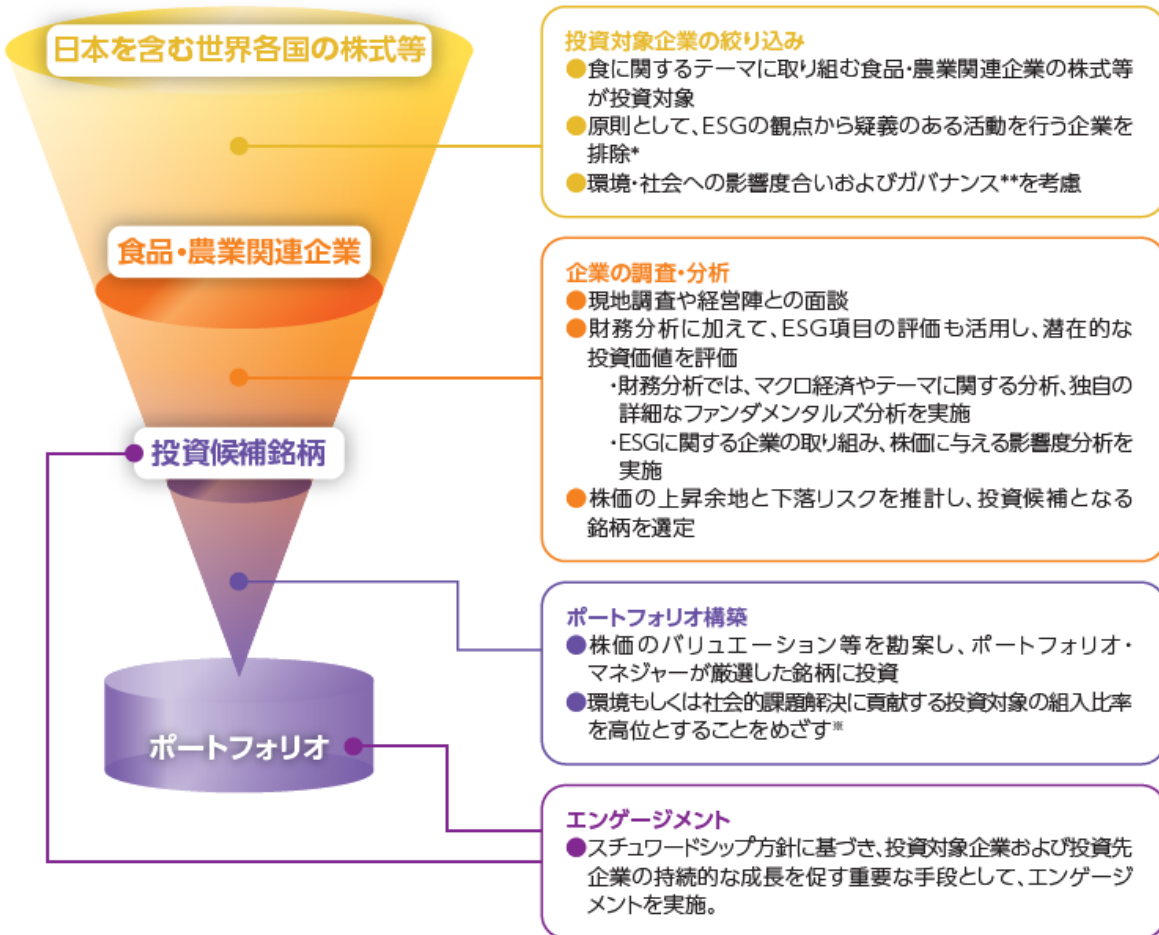 日本を含む世界各国の株式等
食品・農業関連企業
投資候補銘柄
ポートフォリオ
投資対象企業の絞り込み
●食に関するテーマに取り組む食品・農業関連企業の株式等
が投資対象
●原則として、ESGの観点から疑義のある活動を行う企業を
排除*
●環境・社会への影響度合いおよびガバナンス**を考慮
企業の調査・分析
●現地調査や経営陣との面談
●財務分析に加えて、ESG項目の評価も活用し、潜在的な
投資価値を評価
・財務分析では、マクロ経済やテーマに関する分析、独自の
詳細なファンダメンタルズ分析を実施
・ESGに関する企業の取り組み、株価に与える影響度分析を
実施
●株価の上昇余地と下落リスクを推計し、投資候補となる
銘柄を選定
ポートフォリオ構築
●株価のバリュエーション等を勘案し、ポートフォリオ・
マネジャーが厳選した銘柄に投資
●環境もしくは社会的課題解決に貢献する投資対象の組入比率
を高位とすることをめざす※
エンゲージメント
●スチュワードシップ方針に基づき、投資対象企業および投資先
企業の持続的な成長を促す重要な手段として、エンゲージ
メントを実施。